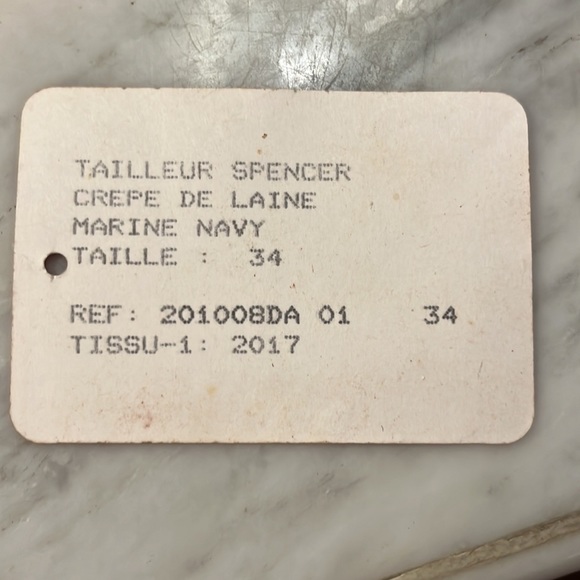 TAILLEUR SPENCER
CREPE DE LAINE
MARINE NAVY
TAILLE : 34
REF: 201008DA 01 34
TISSU-1: 2017